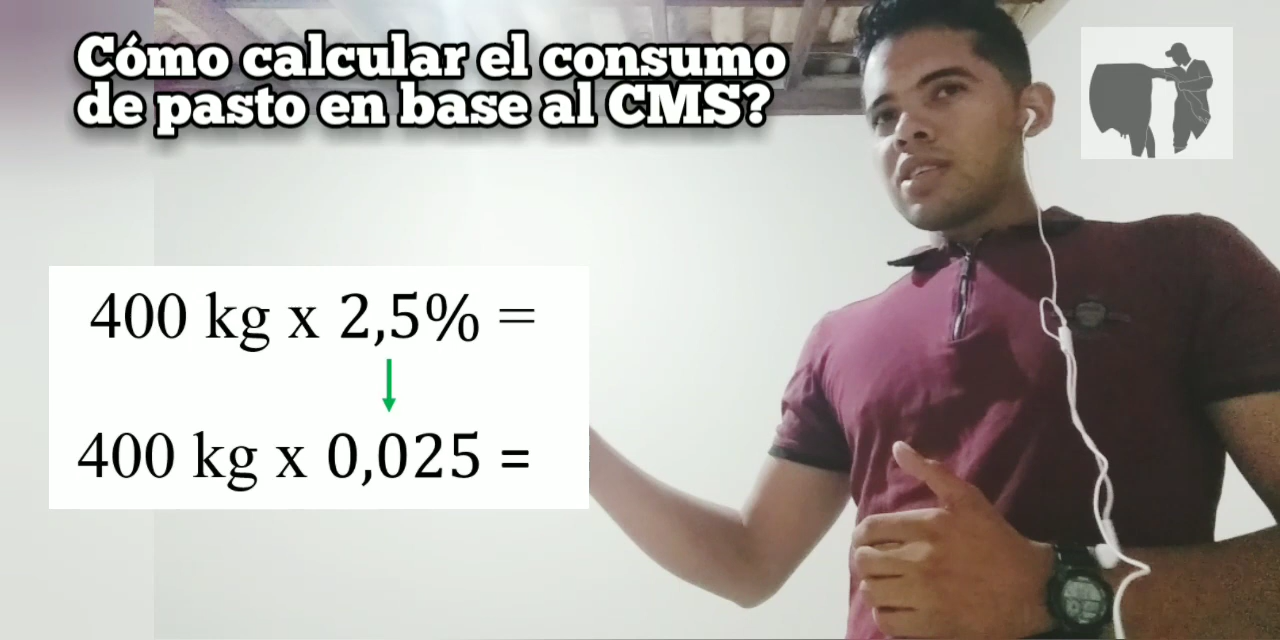 Cómo calcular el consumo
de pasto en base al CMS?
400 kg x 2,5% =
400 kg x 0,025 =